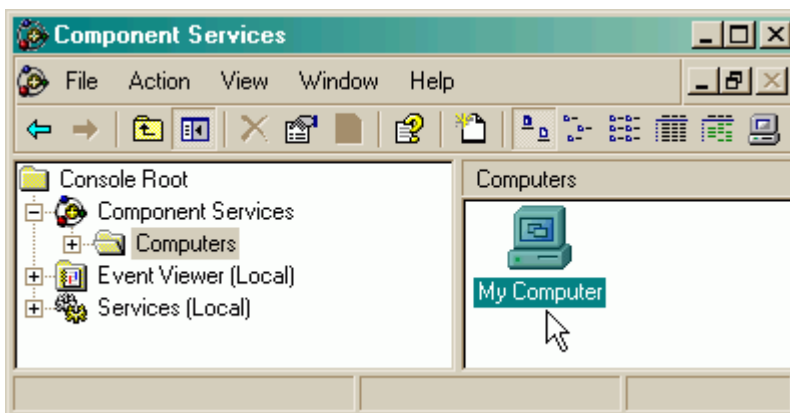 Component Services
File Action View Window Help
Console Root
Component Services
Computers
Event Viewer (Local)
Services (Local)
Computers
My Computer